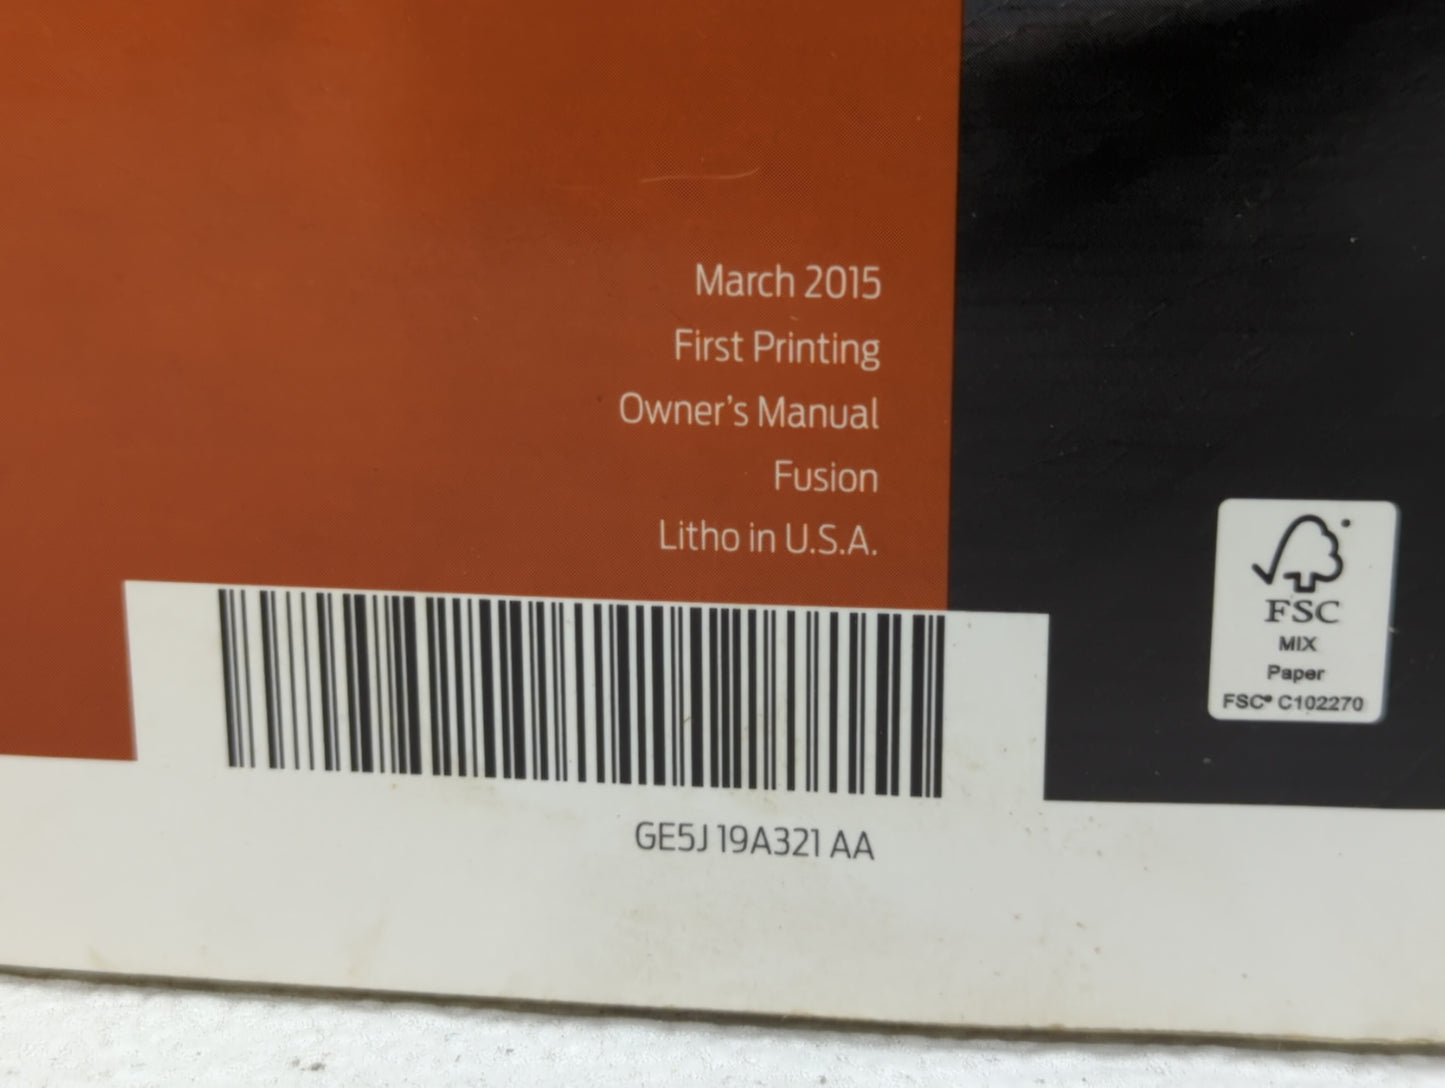 March 2015
First Printing
Owner's Manual
Fusion
Litho in U.S.A.
GE5J 19A321 AA
FSC
MIX
Paper
FSC® C102270